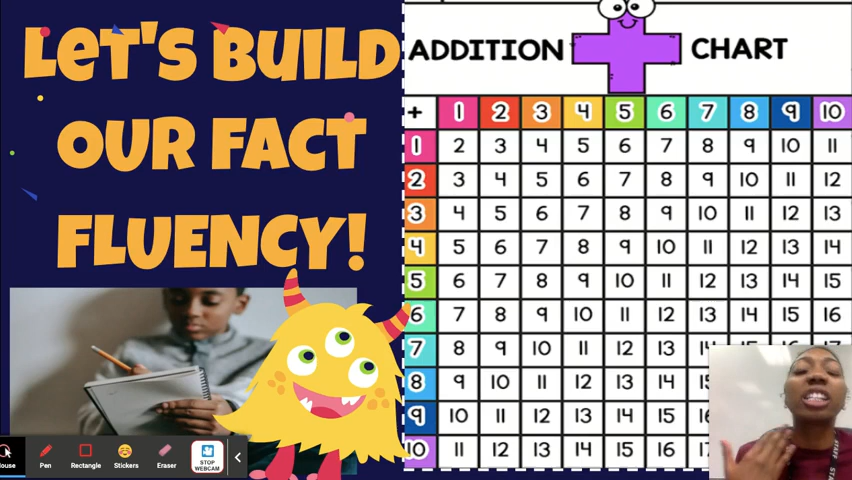 LET'S BUILD
OUR FACT
FLUENCY!
ADDITION CHART
+ 1 2 3 4 5 6 7 8 9 10
1 2 3 4 5 6 7 8 9 10 11
2 3 4 5 6 7 8 9 10 11 12
3 4 5 6 7 8 9 10 11 12 13
4 5 6 7 8 9 10 11 12 13 14
5 6 7 8 9 10 11 12 13 14 15
6 7 8 9 10 11 12 13 14 15 16
7 8 9 10 11 12 13
8 9 10 11 12 13 14
9 10 11 12 13 14 15
10 11 12 13 14 15 16
Pen Rectangle Stickers Eraser STOP
WEBCAM
STAFF